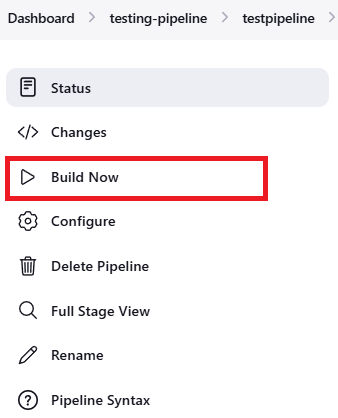 Dashboard > testing-pipeline > testpipeline >
Status
</> Changes
Build Now
Configure
Delete Pipeline
Full Stage View
Rename
Pipeline Syntax